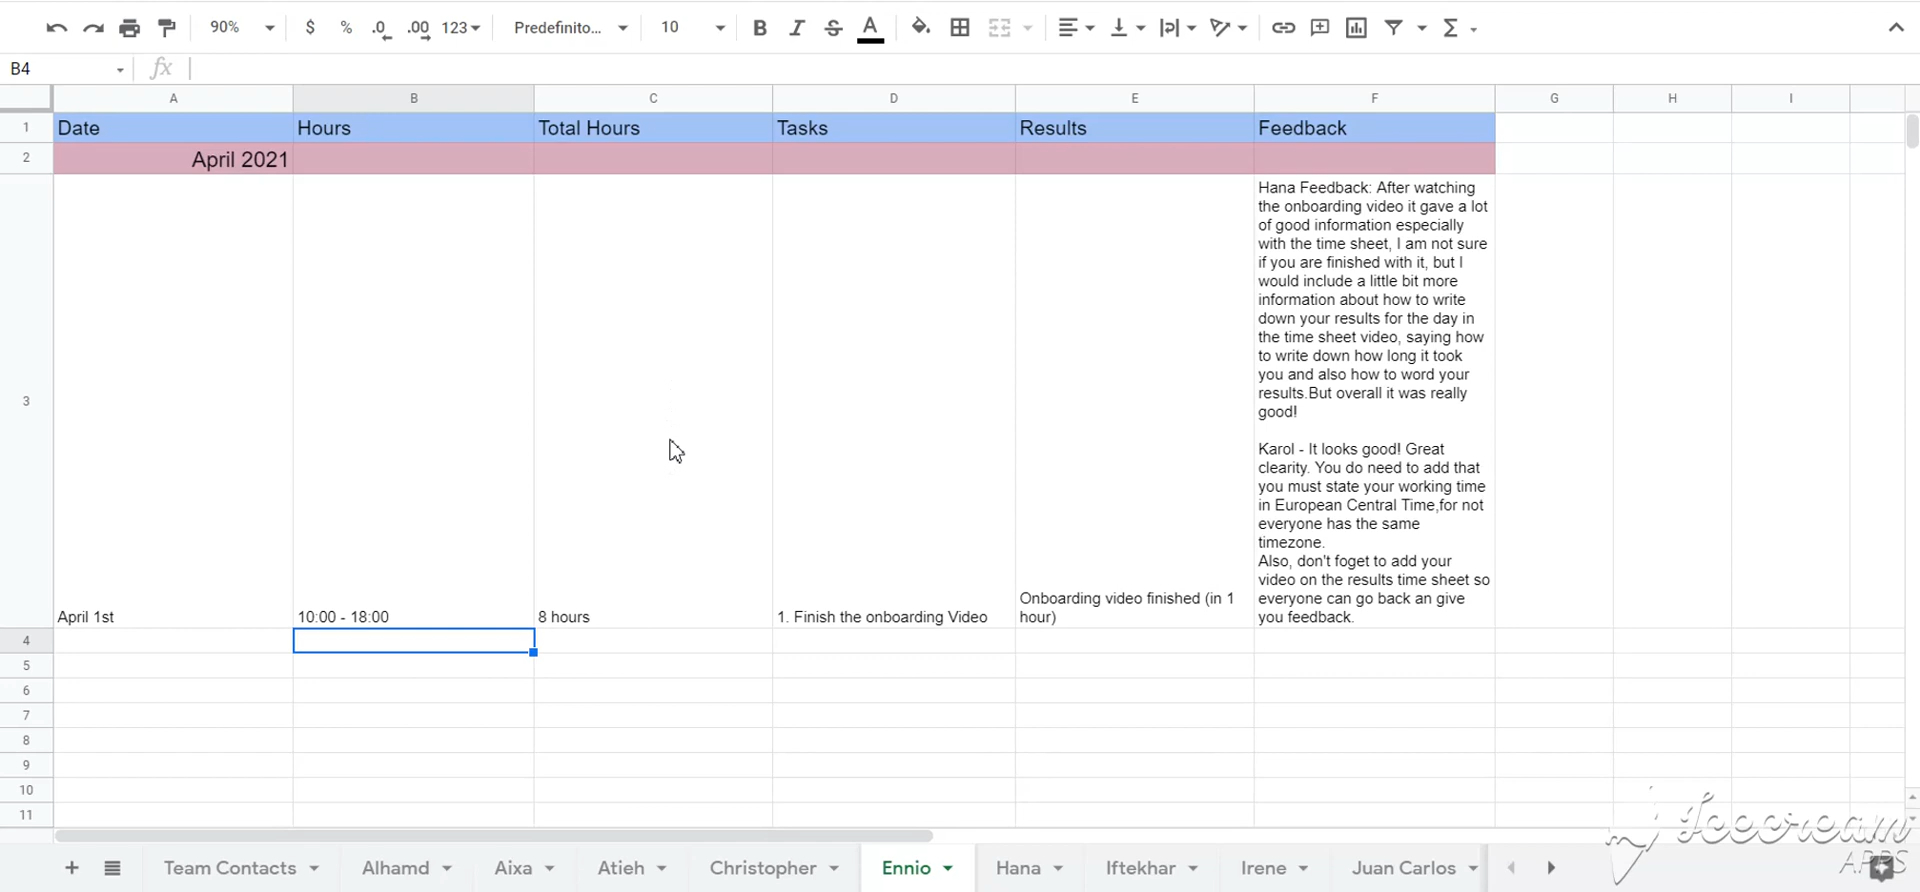 90% $ % .0 .00 123 Predefinito... 10 B I S A Σ
B4 fx
A B C D E F G H I
1 Date Hours Total Hours Tasks Results Feedback
2 April 2021
Hana Feedback: After watching
the onboarding video it gave a lot
of good information especially
with the time sheet, I am not sure
if you are finished with it, but I
would include a little bit more
information about how to write
down your results for the day in
the time sheet video, saying how
to write down how long it took
you and also how to word your
results.But overall it was really
good!
Karol - It looks good! Great
clearity. You do need to add that
you must state your working time
in European Central Time,for not
everyone has the same
timezone.
Also, don't foget to add your
video on the results time sheet so
everyone can go back an give
you feedback.
3
April 1st 10:00 - 18:00 8 hours 1. Finish the onboarding Video
Onboarding video finished (in 1
hour)
4
5
6
7
8
9
10
11
Team Contacts Alhamd Aixa Atieh Christopher Ennio Hana Iftekhar Irene Juan Carlos
Icecream
APPS